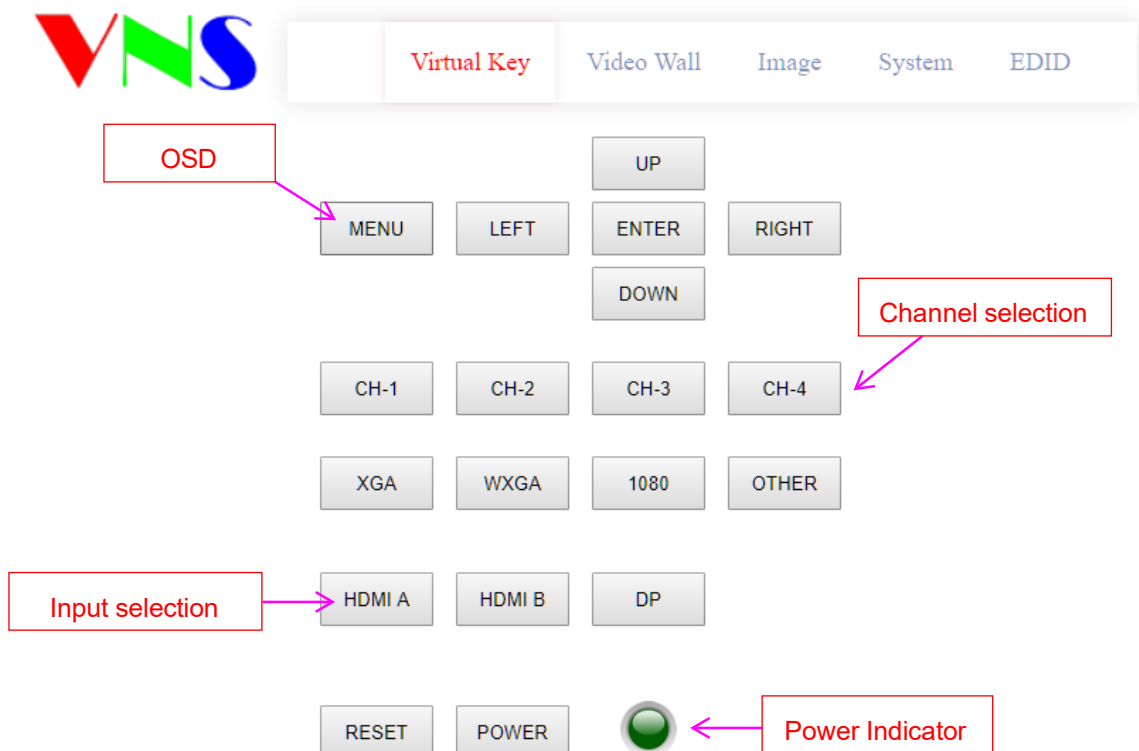 VNS
Virtual Key Video Wall Image System EDID
OSD
UP
MENU LEFT ENTER RIGHT
DOWN
Channel selection
CH-1 CH-2 CH-3 CH-4
XGA WXGA 1080 OTHER
Input selection
HDMI A HDMI B DP
RESET POWER
Power Indicator